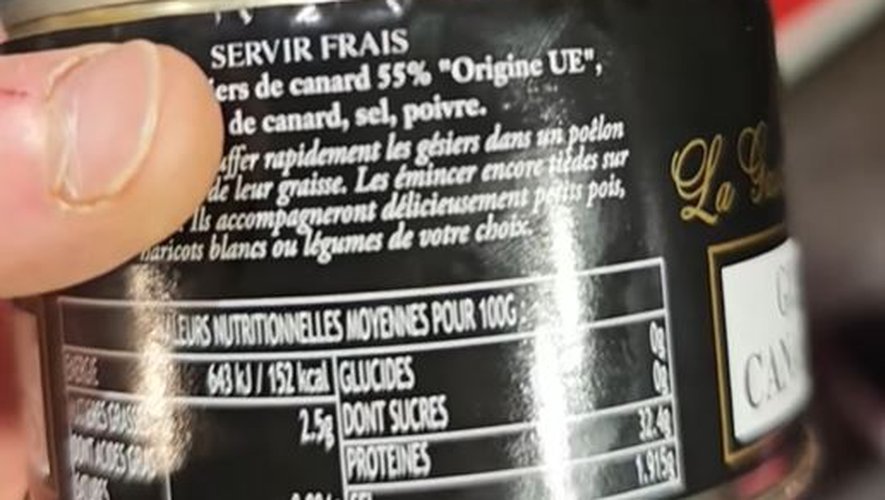 SERVIR FRAIS
de canard 55% "Origine UE",
de canard, sel, poivre.
rapidement les gésiers dans un poêlon
de leur graisse. Les émincer encore tièdes sur
Ils accompagneront délicieusement petits pois,
haricots blancs ou légumes de votre choix.
La
NUTRITIONNELLES MOYENNES POUR 100G :
643 kJ / 152 kcal GLUCIDES 0g
2.5g DONT SUCRES 0g
PROTEINES 32.4g
1.915g